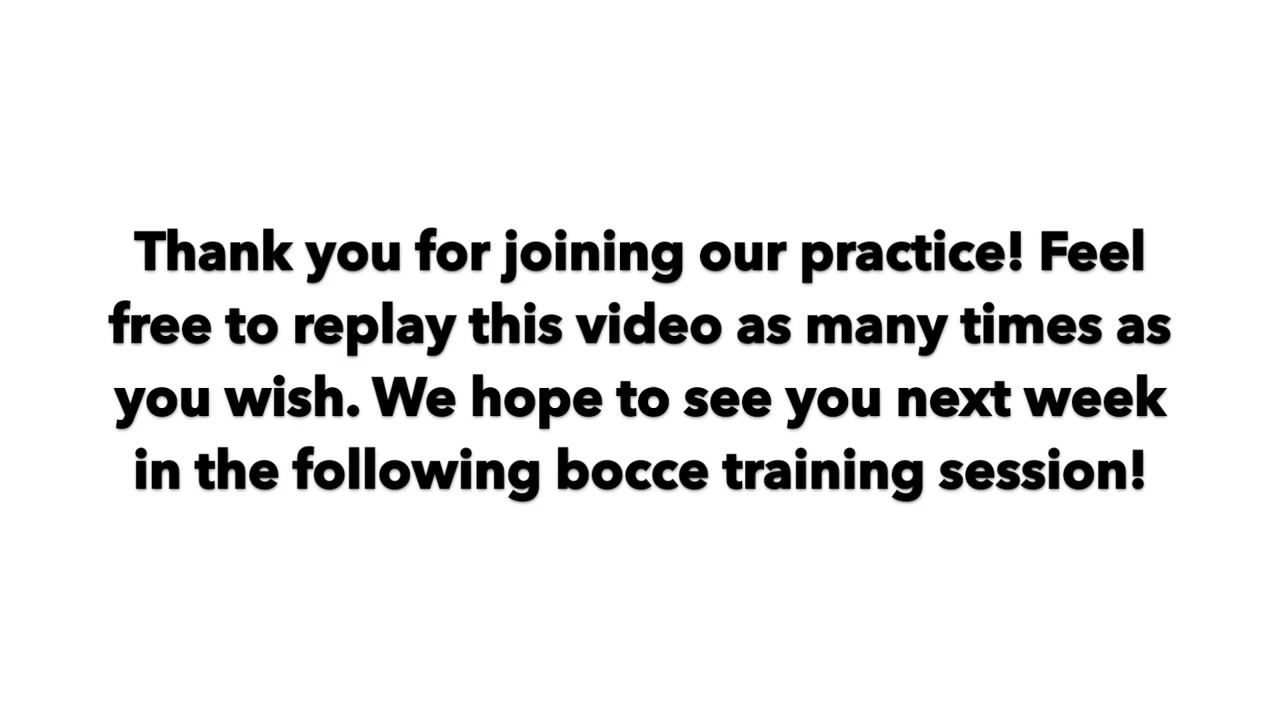 Thank you for joining our practice! Feel
free to replay this video as many times as
you wish. We hope to see you next week
in the following bocce training session!